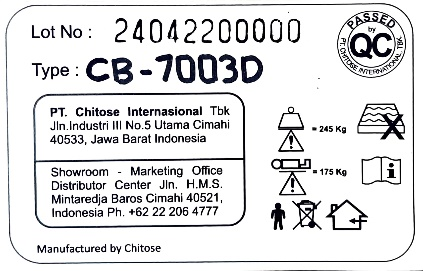 Lot No : 24042200000
PASSED
by
QC
PT. CHITOSE INTERNATIONAL TBK
Type : CB-7003D
PT. Chitose Internasional Tbk
Jln.Industri III No.5 Utama Cimahi
40533, Jawa Barat Indonesia
= 245 Kg
Showroom - Marketing Office
Distributor Center Jln. H.M.S.
Mintaredja Baros Cimahi 40521,
Indonesia Ph. +62 22 206 4777
= 175 Kg
i
Manufactured by Chitose